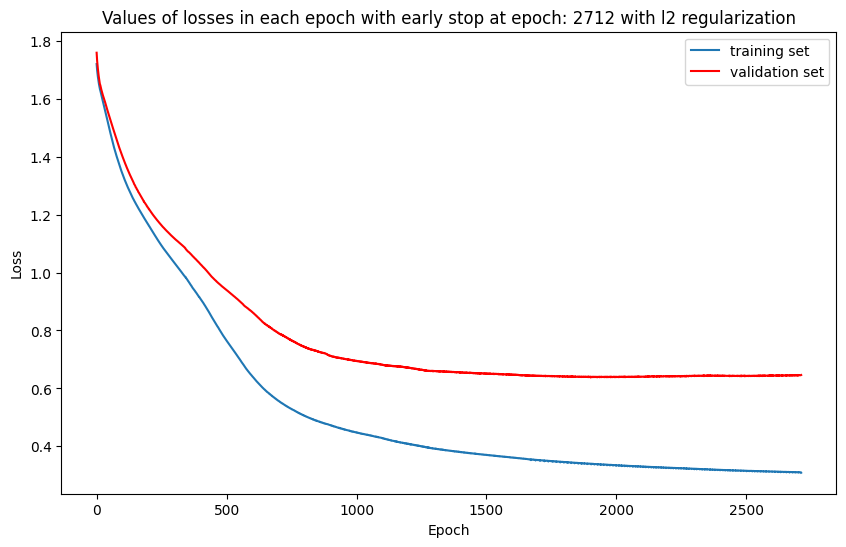 Values of losses in each epoch with early stop at epoch: 2712 with l2 regularization
training set
validation set
1.8
1.6
1.4
1.2
1.0
0.8
0.6
0.4
Loss
0
500
1000
1500
2000
2500
Epoch